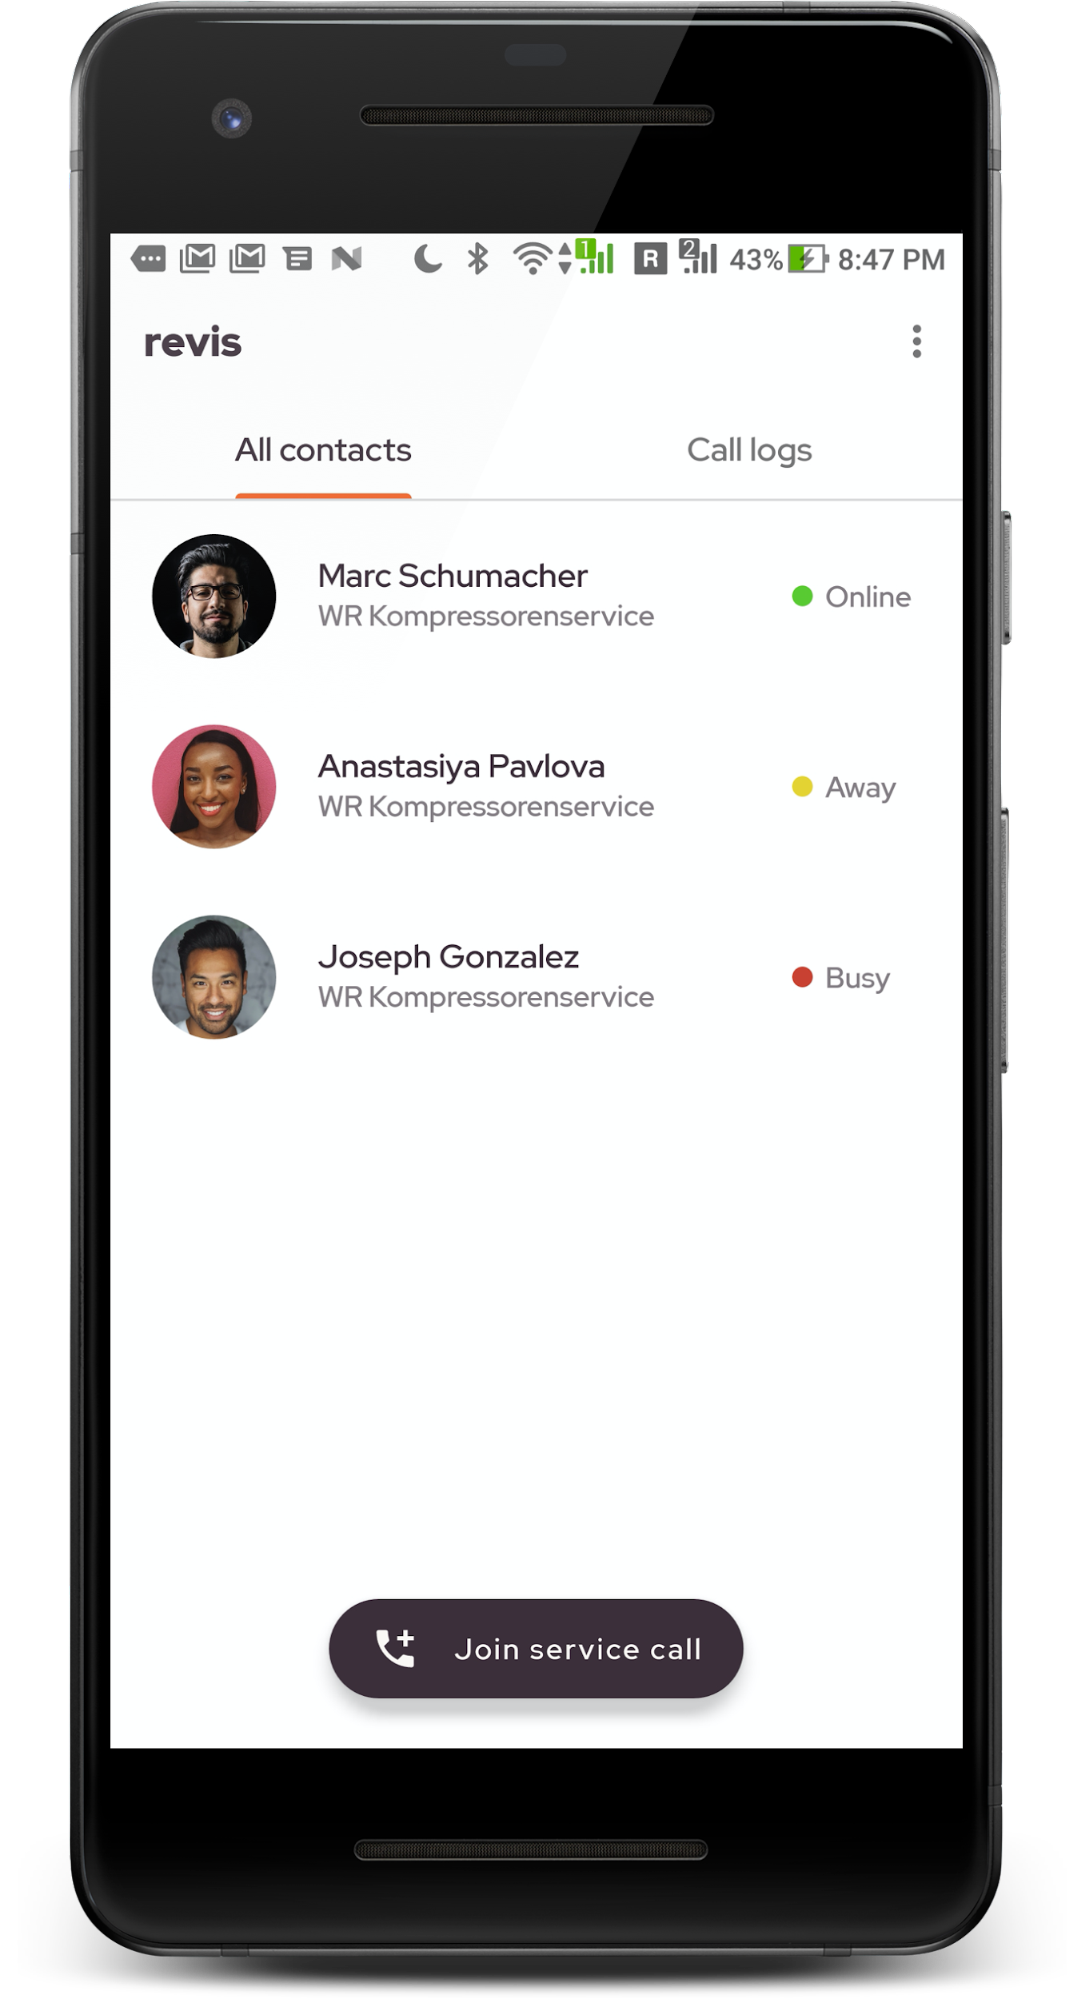 1 R 2 43% 8:47 PM
revis
All contacts Call logs
Marc Schumacher
WR Kompressorenservice
Online
Anastasiya Pavlova
WR Kompressorenservice
Away
Joseph Gonzalez
WR Kompressorenservice
Busy
Join service call